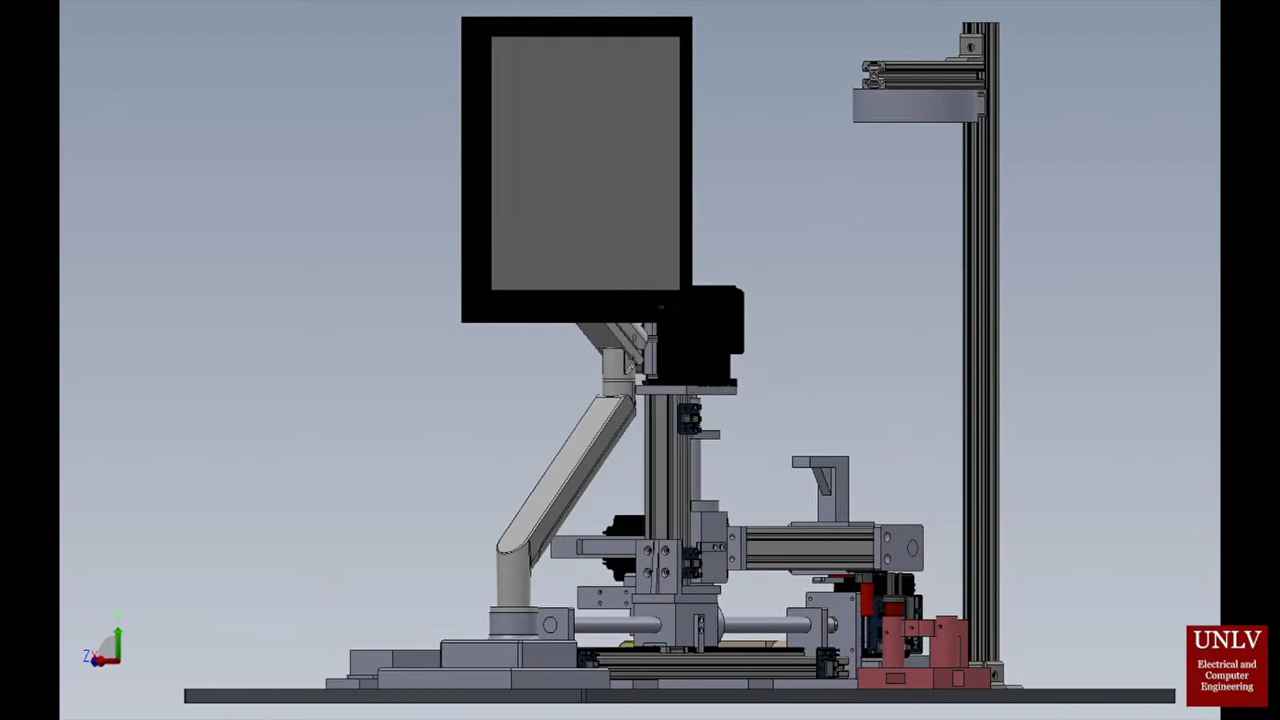 Y
Z
X
UNLV
Electrical and
Computer
Engineering